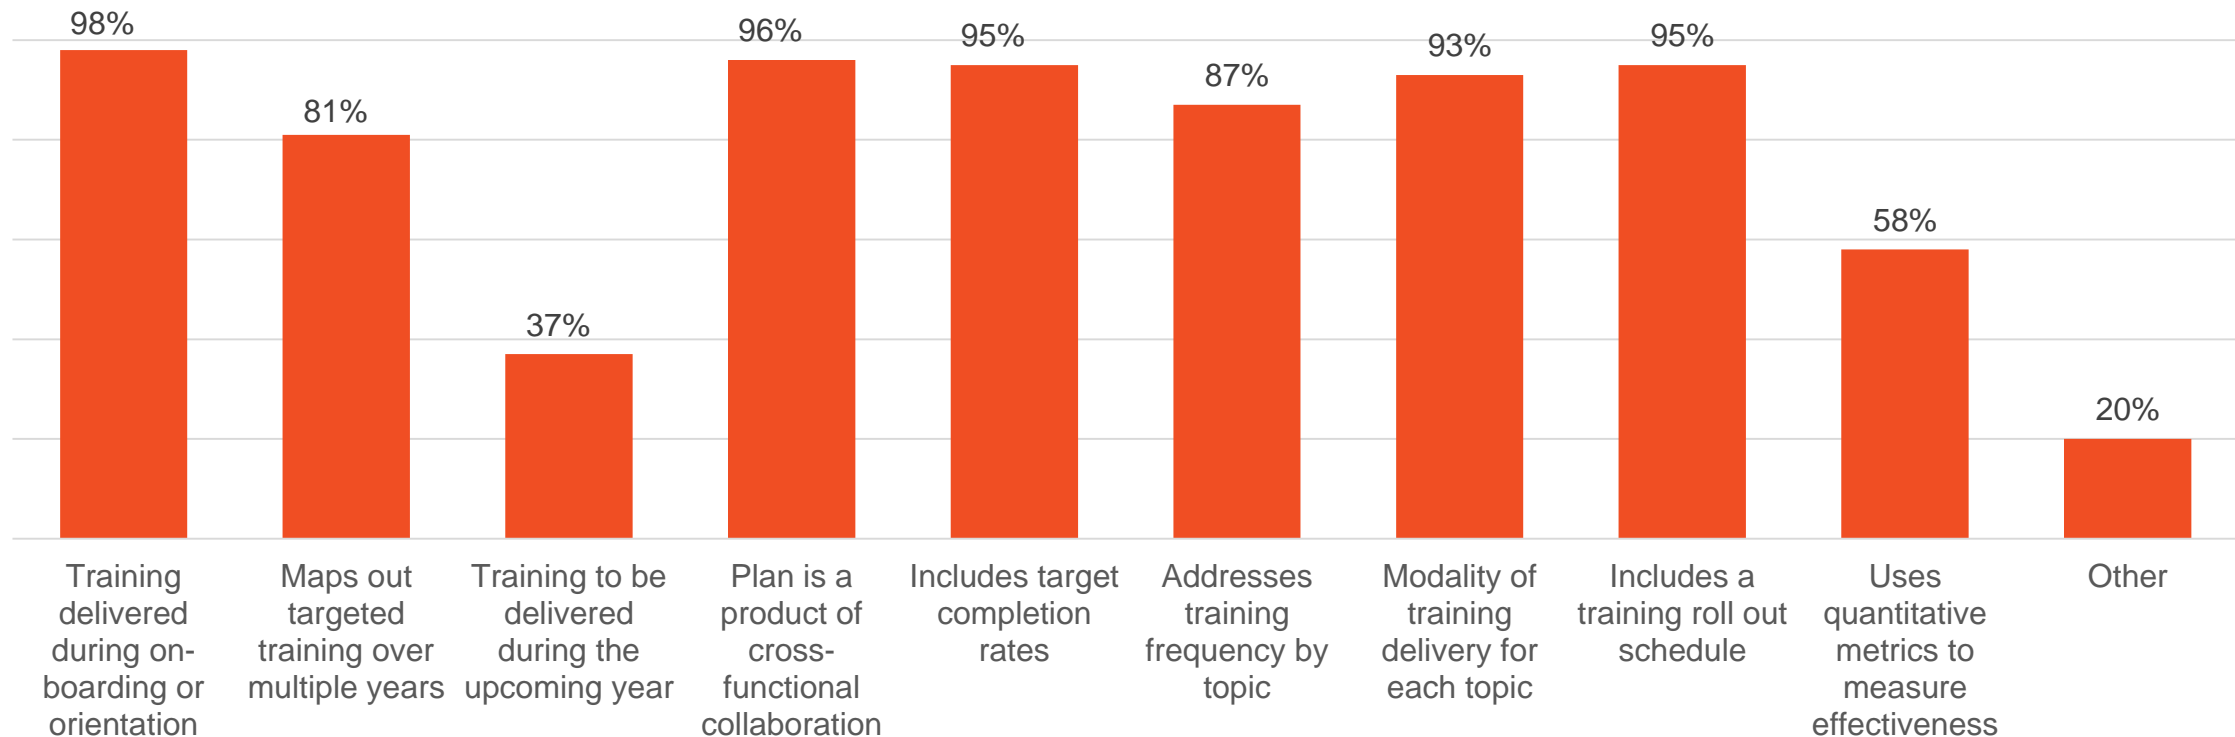 98%
81%
37%
96%
95%
87%
93%
95%
58%
20%
Training
delivered
during on-
boarding or
orientation
Maps out
targeted
training over
multiple years
Training to be
delivered
during the
upcoming year
Plan is a
product of
cross-
functional
collaboration
Includes target
completion
rates
Addresses
training
frequency by
topic
Modality of
training
delivery for
each topic
Includes a
training roll out
schedule
Uses
quantitative
metrics to
measure
effectiveness
Other